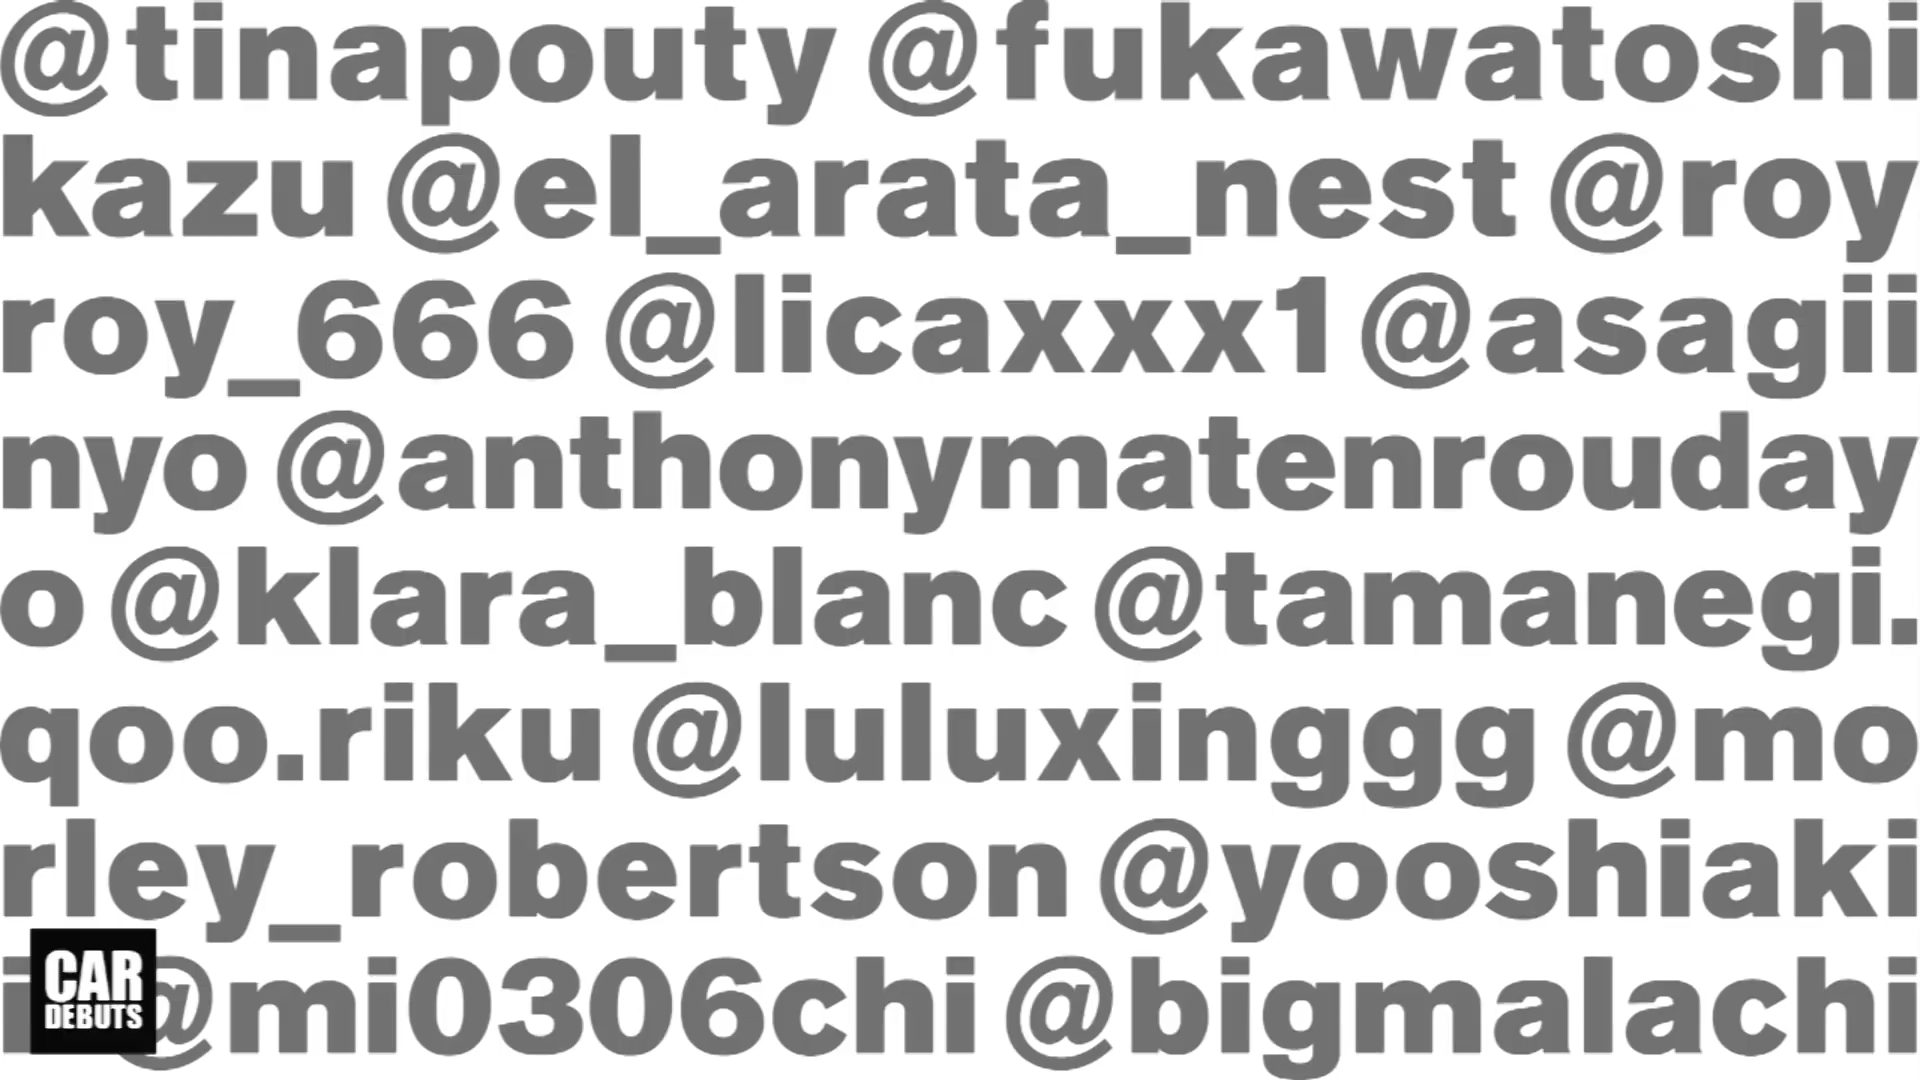 @tinapouty @fukawatoshi
kazu @el_arata_nest @roy
roy_666 @licaxxx1 @asagii
nyo @anthonymatenrouday
o @klara_blanc @tamanegi.
qoo.riku @luluxinggg @mo
rley_robertson @yooshiaki
i @mi0306chi @bigmalachi
CAR
DEBUTS